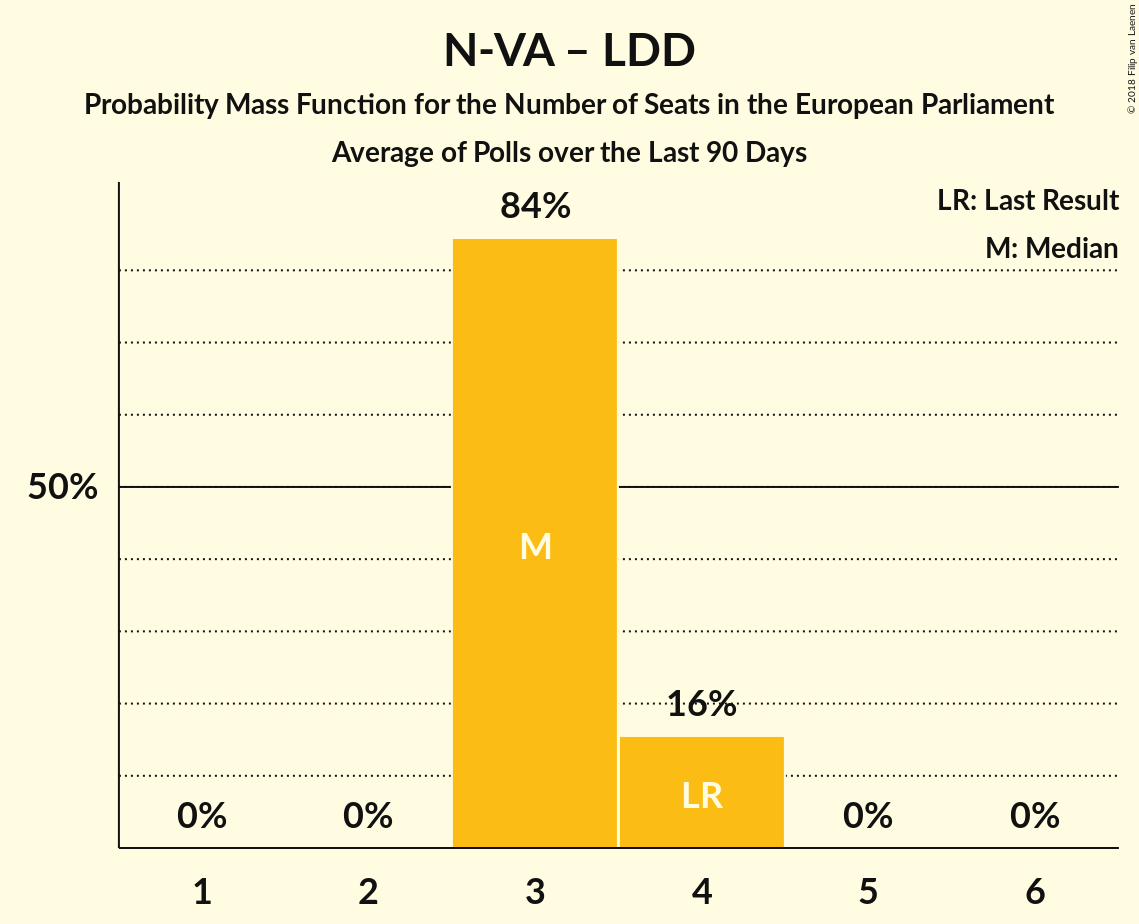 N-VA – LDD
Probability Mass Function for the Number of Seats in the European Parliament
Average of Polls over the Last 90 Days
© 2018 Filip van Laenen
LR: Last Result
M: Median
84%
50%
M
16%
LR
0%
0%
0%
0%
1
2
3
4
5
6